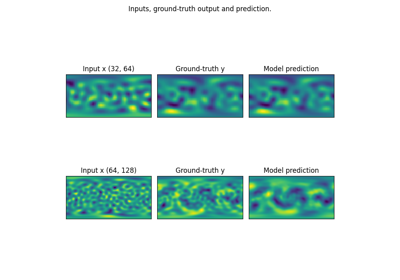 Inputs, ground-truth output and prediction.
Input x (32, 64) Ground-truth y Model prediction
Input x (64, 128) Ground-truth y Model prediction